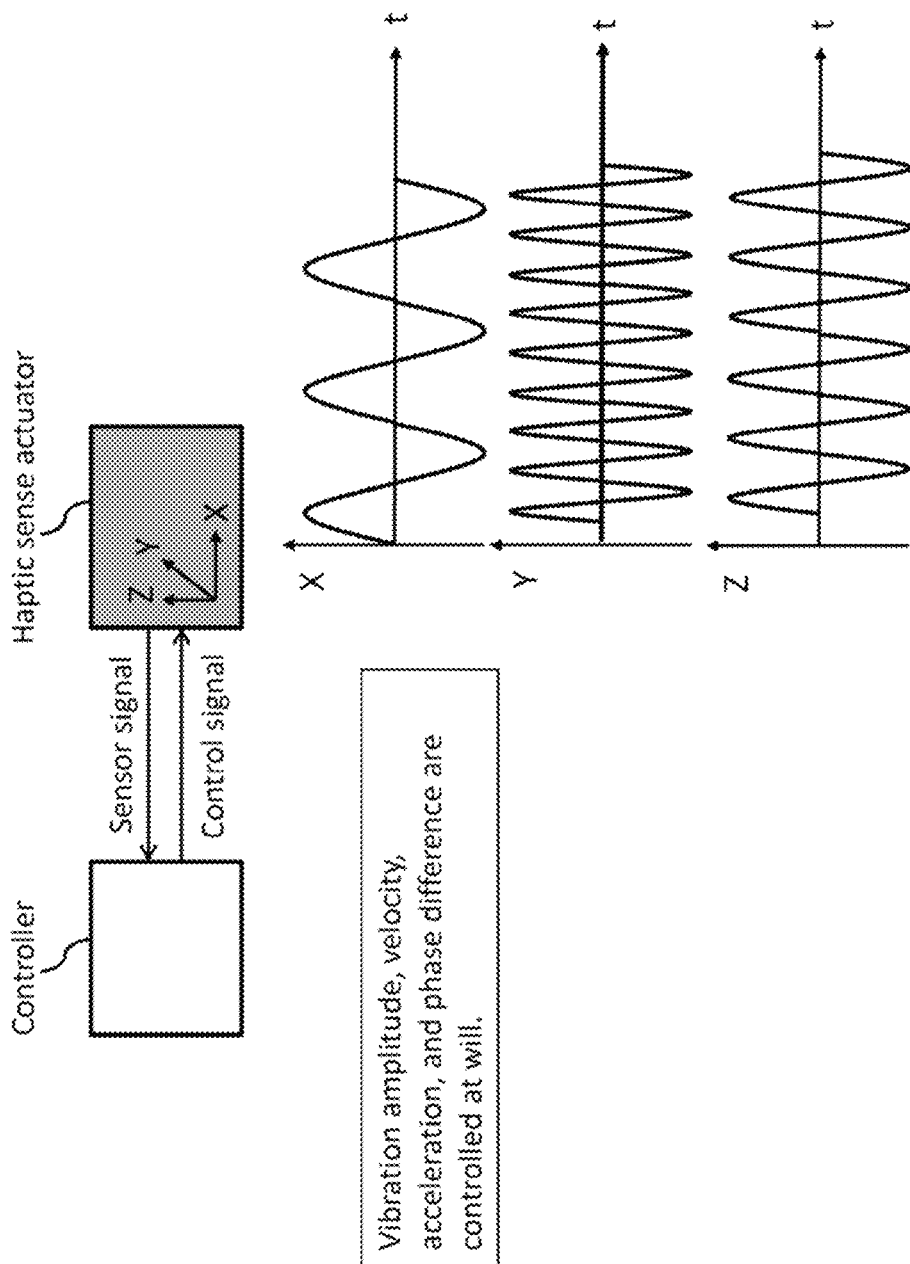 Controller
Sensor signal
Control signal
Haptic sense actuator
Z
Y
X
Vibration amplitude, velocity,
acceleration, and phase difference are
controlled at will.
X
t
Y
t
Z
t